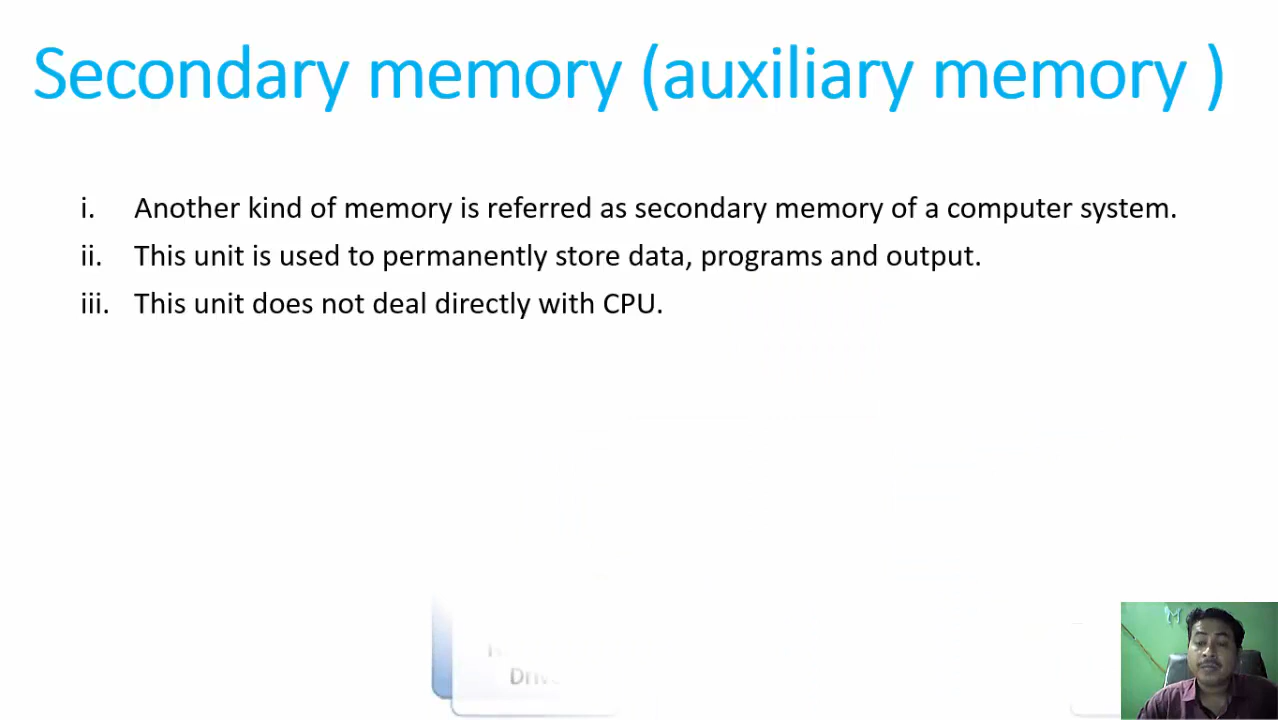 Secondary memory (auxiliary memory )
i. Another kind of memory is referred as secondary memory of a computer system.
ii. This unit is used to permanently store data, programs and output.
iii. This unit does not deal directly with CPU.
M